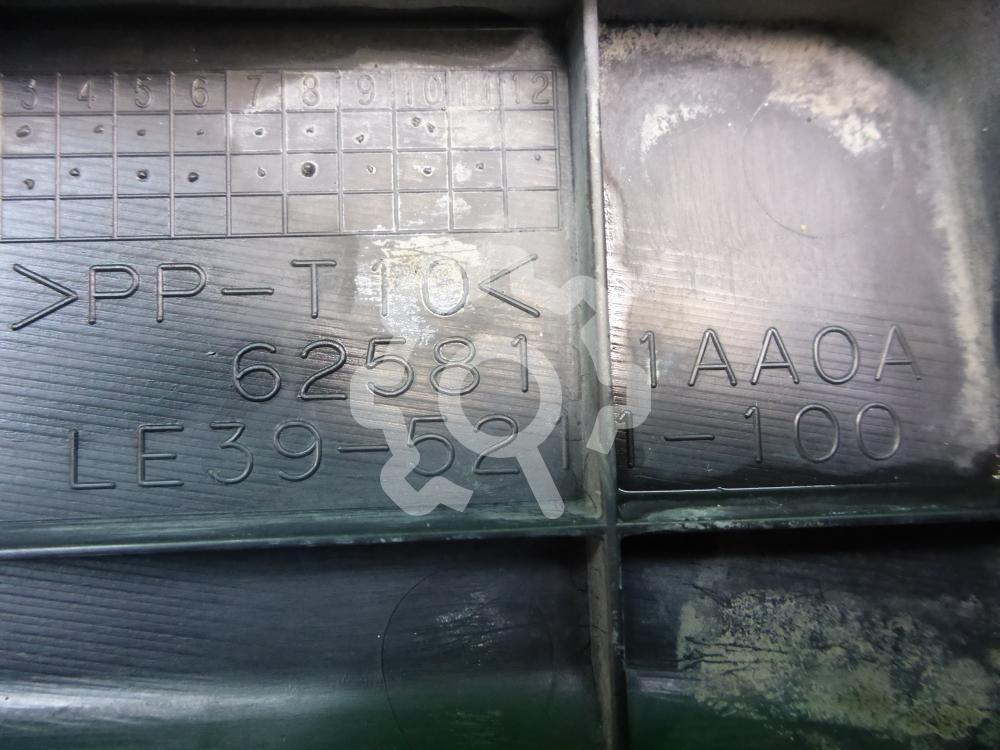 3 4 5 6 7 8 9 10 11 12
>PP-T10<
62581 1AA0A
LE39-5211-100